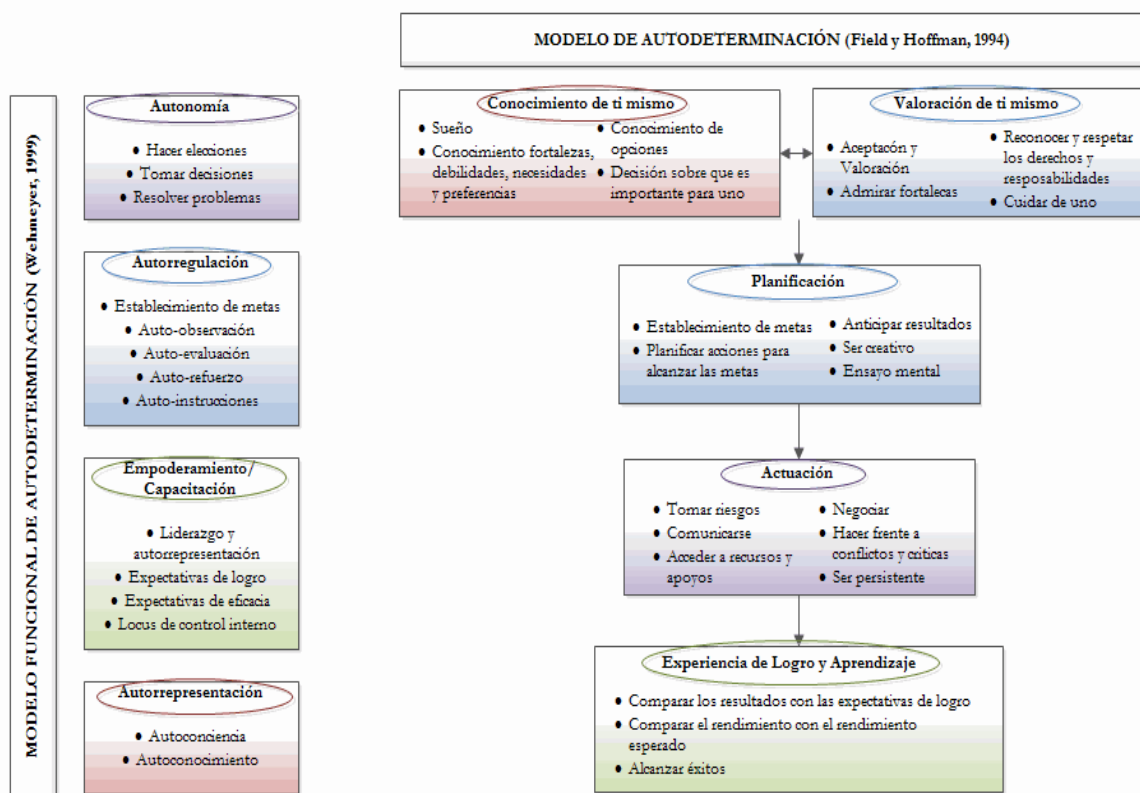 MODELO DE AUTODETERMINACIÓN (Field y Hoffman, 1994)
MODELO FUNCIONAL DE AUTODETERMINACIÓN (Wehmeyer, 1999)
Autonomía
• Hacer elecciones
• Tomar decisiones
• Resolver problemas
Autorregulación
• Establecimiento de metas
• Auto-observación
• Auto-evaluación
• Auto-refuerzo
• Auto-instrucciones
Empoderamiento/
Capacitación
• Liderazgo y
autorrepresentación
• Expectativas de logro
• Expectativas de eficacia
• Locus de control interno
Autorrepresentación
• Autoconciencia
• Autoconocimiento
Conocimiento de ti mismo
• Sueño
• Conocimiento fortalezas,
debilidades, necesidades
y preferencias
• Conocimiento de
opciones
• Decisión sobre que es
importante para uno
Valoración de ti mismo
• Aceptacón y
Valoración
• Admirar fortalecas
• Reconocer y respetar
los derechos y
resposabilidades
• Cuidar de uno
Planificación
• Establecimiento de metas
• Planificar acciones para
alcanzar las metas
• Anticipar resultados
• Ser creativo
• Ensayo mental
Actuación
• Tomar riesgos
• Comunicarse
• Acceder a recursos y
apoyos
• Negociar
• Hacer frente a
conflictos y criticas
• Ser persistente
Experiencia de Logro y Aprendizaje
• Comparar los resultados con las expectativas de logro
• Comparar el rendimiento con el rendimiento
esperado
• Alcanzar éxitos